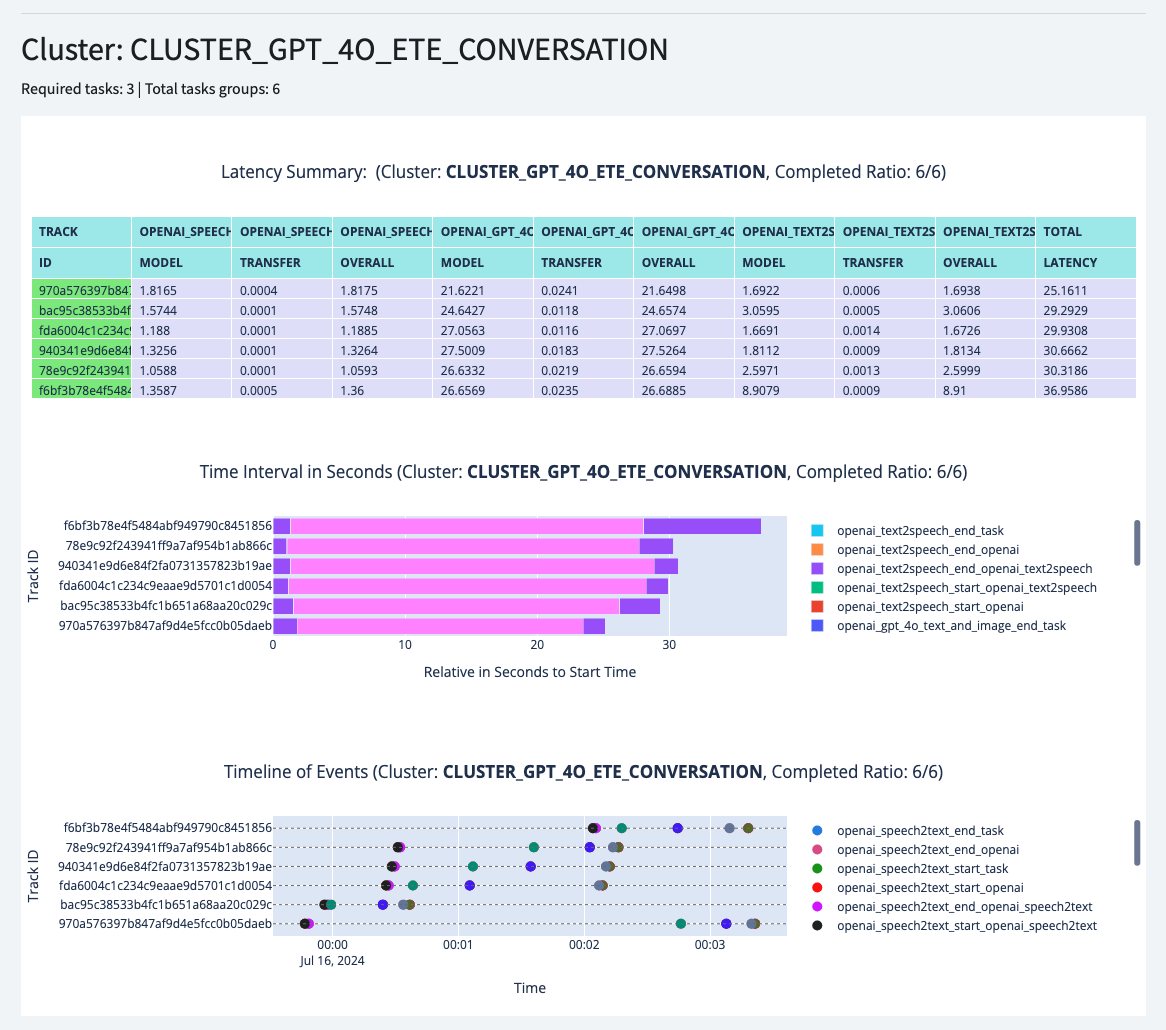 Cluster: CLUSTER_GPT_4O_ETE_CONVERSATION
Required tasks: 3 | Total tasks groups: 6
Latency Summary: (Cluster: CLUSTER_GPT_4O_ETE_CONVERSATION, Completed Ratio: 6/6)
TRACK OPENAI_SPEECH OPENAI_SPEECH OPENAI_SPEECH OPENAI_GPT_4O OPENAI_GPT_4O OPENAI_GPT_4O OPENAI_TEXT2S OPENAI_TEXT2S OPENAI_TEXT2S TOTAL
ID MODEL TRANSFER OVERALL MODEL TRANSFER OVERALL MODEL TRANSFER OVERALL LATENCY
970a576397b847 1.8165 0.0004 1.8175 21.6221 0.0241 21.6498 1.6922 0.0006 1.6938 25.1611
bac95c38533b4f 1.5744 0.0001 1.5748 24.6427 0.0118 24.6574 3.0595 0.0005 3.0606 29.2929
fda6004c1c234c9 1.188 0.0001 1.1885 27.0563 0.0116 27.0697 1.6691 0.0014 1.6726 29.9308
940341e9d6e84f 1.3256 0.0001 1.3264 27.5009 0.0183 27.5264 1.8112 0.0009 1.8134 30.6662
78e9c92f243941 1.0588 0.0001 1.0593 26.6332 0.0219 26.6594 2.5971 0.0013 2.5999 30.3186
f6bf3b78e4f5484 1.3587 0.0005 1.36 26.6569 0.0235 26.6885 8.9079 0.0009 8.91 36.9586
Time Interval in Seconds (Cluster: CLUSTER_GPT_4O_ETE_CONVERSATION, Completed Ratio: 6/6)
Track ID
f6bf3b78e4f5484abf949790c8451856
78e9c92f243941ff9a7af954b1ab866c
940341e9d6e84f2fa0731357823b19ae
fda6004c1c234c9eaae9d5701c1d0054
bac95c38533b4fc1b651a68aa20c029c
970a576397b847af9d4e5fcc0b05daeb
0 10 20 30
Relative in Seconds to Start Time
openai_text2speech_end_task
openai_text2speech_end_openai
openai_text2speech_end_openai_text2speech
openai_text2speech_start_openai_text2speech
openai_text2speech_start_openai
openai_gpt_4o_text_and_image_end_task
Timeline of Events (Cluster: CLUSTER_GPT_4O_ETE_CONVERSATION, Completed Ratio: 6/6)
Track ID
f6bf3b78e4f5484abf949790c8451856
78e9c92f243941ff9a7af954b1ab866c
940341e9d6e84f2fa0731357823b19ae
fda6004c1c234c9eaae9d5701c1d0054
bac95c38533b4fc1b651a68aa20c029c
970a576397b847af9d4e5fcc0b05daeb
00:00 00:01 00:02 00:03
Jul 16, 2024
Time
openai_speech2text_end_task
openai_speech2text_end_openai
openai_speech2text_start_task
openai_speech2text_start_openai
openai_speech2text_end_openai_speech2text
openai_speech2text_start_openai_speech2text